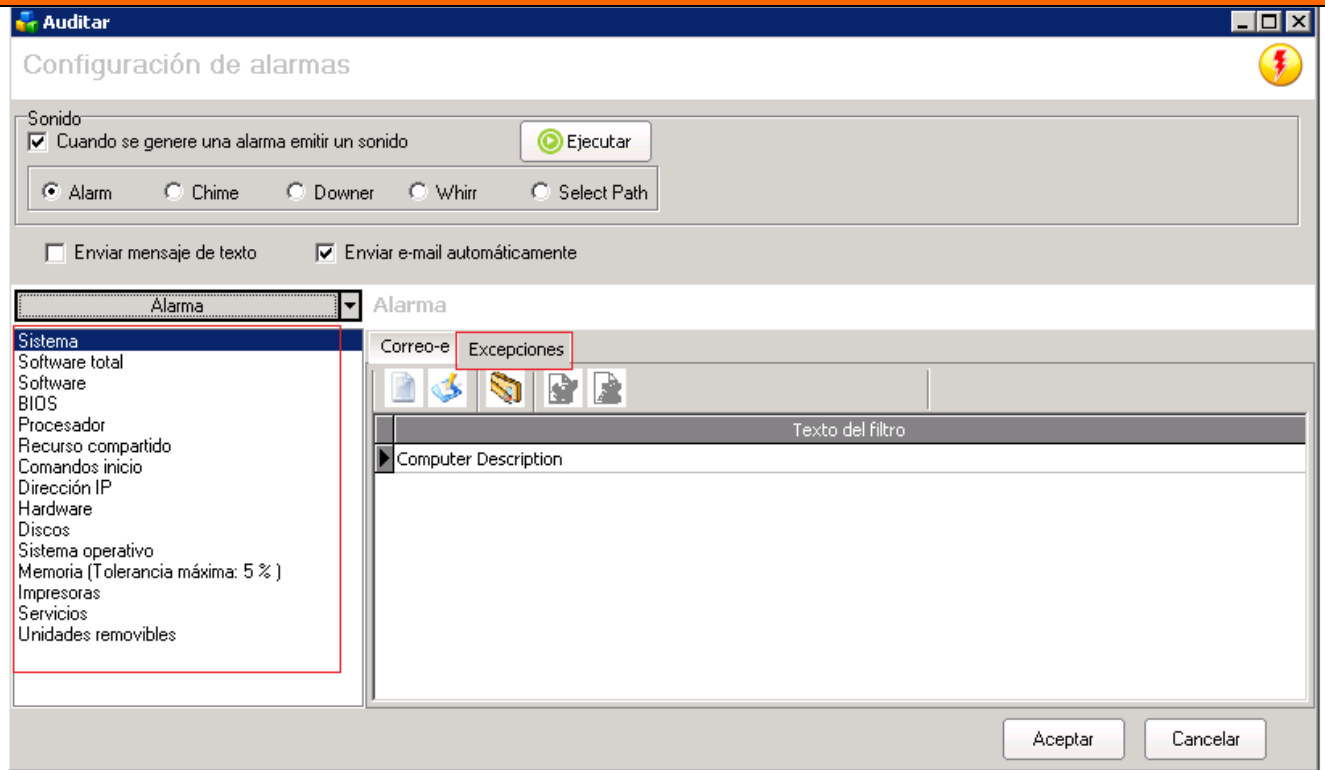 Auditar
Configuración de alarmas
Sonido
Cuando se genere una alarma emitir un sonido
Ejecutar
Alarm Chime Downer Whirr Select Path
Enviar mensaje de texto Enviar e-mail automáticamente
Alarma
Alarma
Sistema
Software total
Software
BIOS
Procesador
Recurso compartido
Comandos inicio
Dirección IP
Hardware
Discos
Sistema operativo
Memoria (Tolerancia máxima: 5 % )
Impresoras
Servicios
Unidades removibles
Correo-e Excepciones
Texto del filtro
Computer Description
Aceptar Cancelar